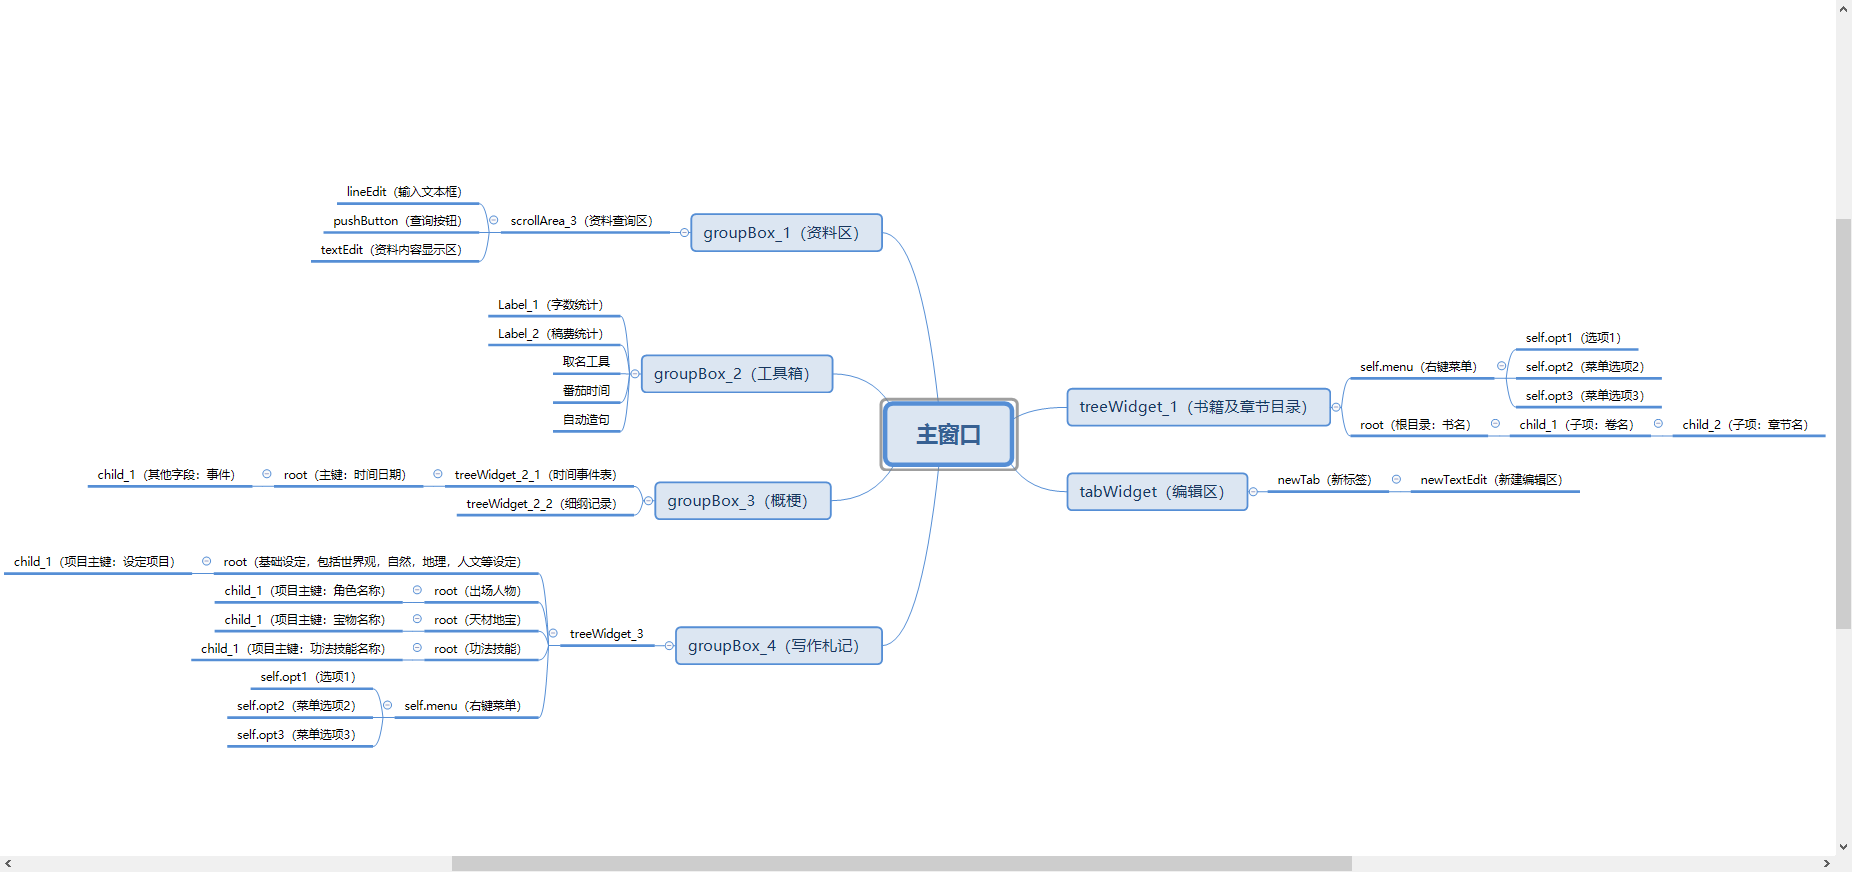 lineEdit（输入文本框）
pushButton（查询按钮）
textEdit（资料内容显示区）
scrollArea_3（资料查询区）
groupBox_1（资料区）
Label_1（字数统计）
Label_2（稿费统计）
取名工具
番茄时间
自动造句
groupBox_2（工具箱）
child_1（其他字段：事件）
root（主键：时间日期）
treeWidget_2_1（时间事件表）
treeWidget_2_2（细纲记录）
groupBox_3（概梗）
child_1（项目主键：设定项目）
root（基础设定，包括世界观，自然，地理，人文等设定）
child_1（项目主键：角色名称）
root（出场人物）
child_1（项目主键：宝物名称）
root（天材地宝）
child_1（项目主键：功法技能名称）
root（功法技能）
self.opt1（选项1）
self.opt2（菜单选项2）
self.opt3（菜单选项3）
self.menu（右键菜单）
treeWidget_3
groupBox_4（写作札记）
主窗口
treeWidget_1（书籍及章节目录）
self.menu（右键菜单）
self.opt1（选项1）
self.opt2（菜单选项2）
self.opt3（菜单选项3）
root（根目录：书名）
child_1（子项：卷名）
child_2（子项：章节名）
tabWidget（编辑区）
newTab（新标签）
newTextEdit（新建编辑区）